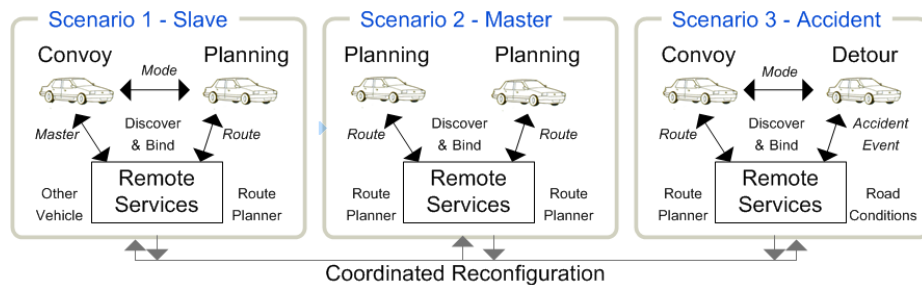 Scenario 1 - Slave
Convoy
Planning
Mode
Master
Discover
& Bind
Route
Other
Vehicle
Remote
Services
Route
Planner
Scenario 2 - Master
Planning
Planning
Route
Discover
& Bind
Route
Route
Planner
Remote
Services
Route
Planner
Scenario 3 - Accident
Convoy
Detour
Mode
Route
Discover
& Bind
Accident
Event
Route
Planner
Remote
Services
Road
Conditions
Coordinated Reconfiguration